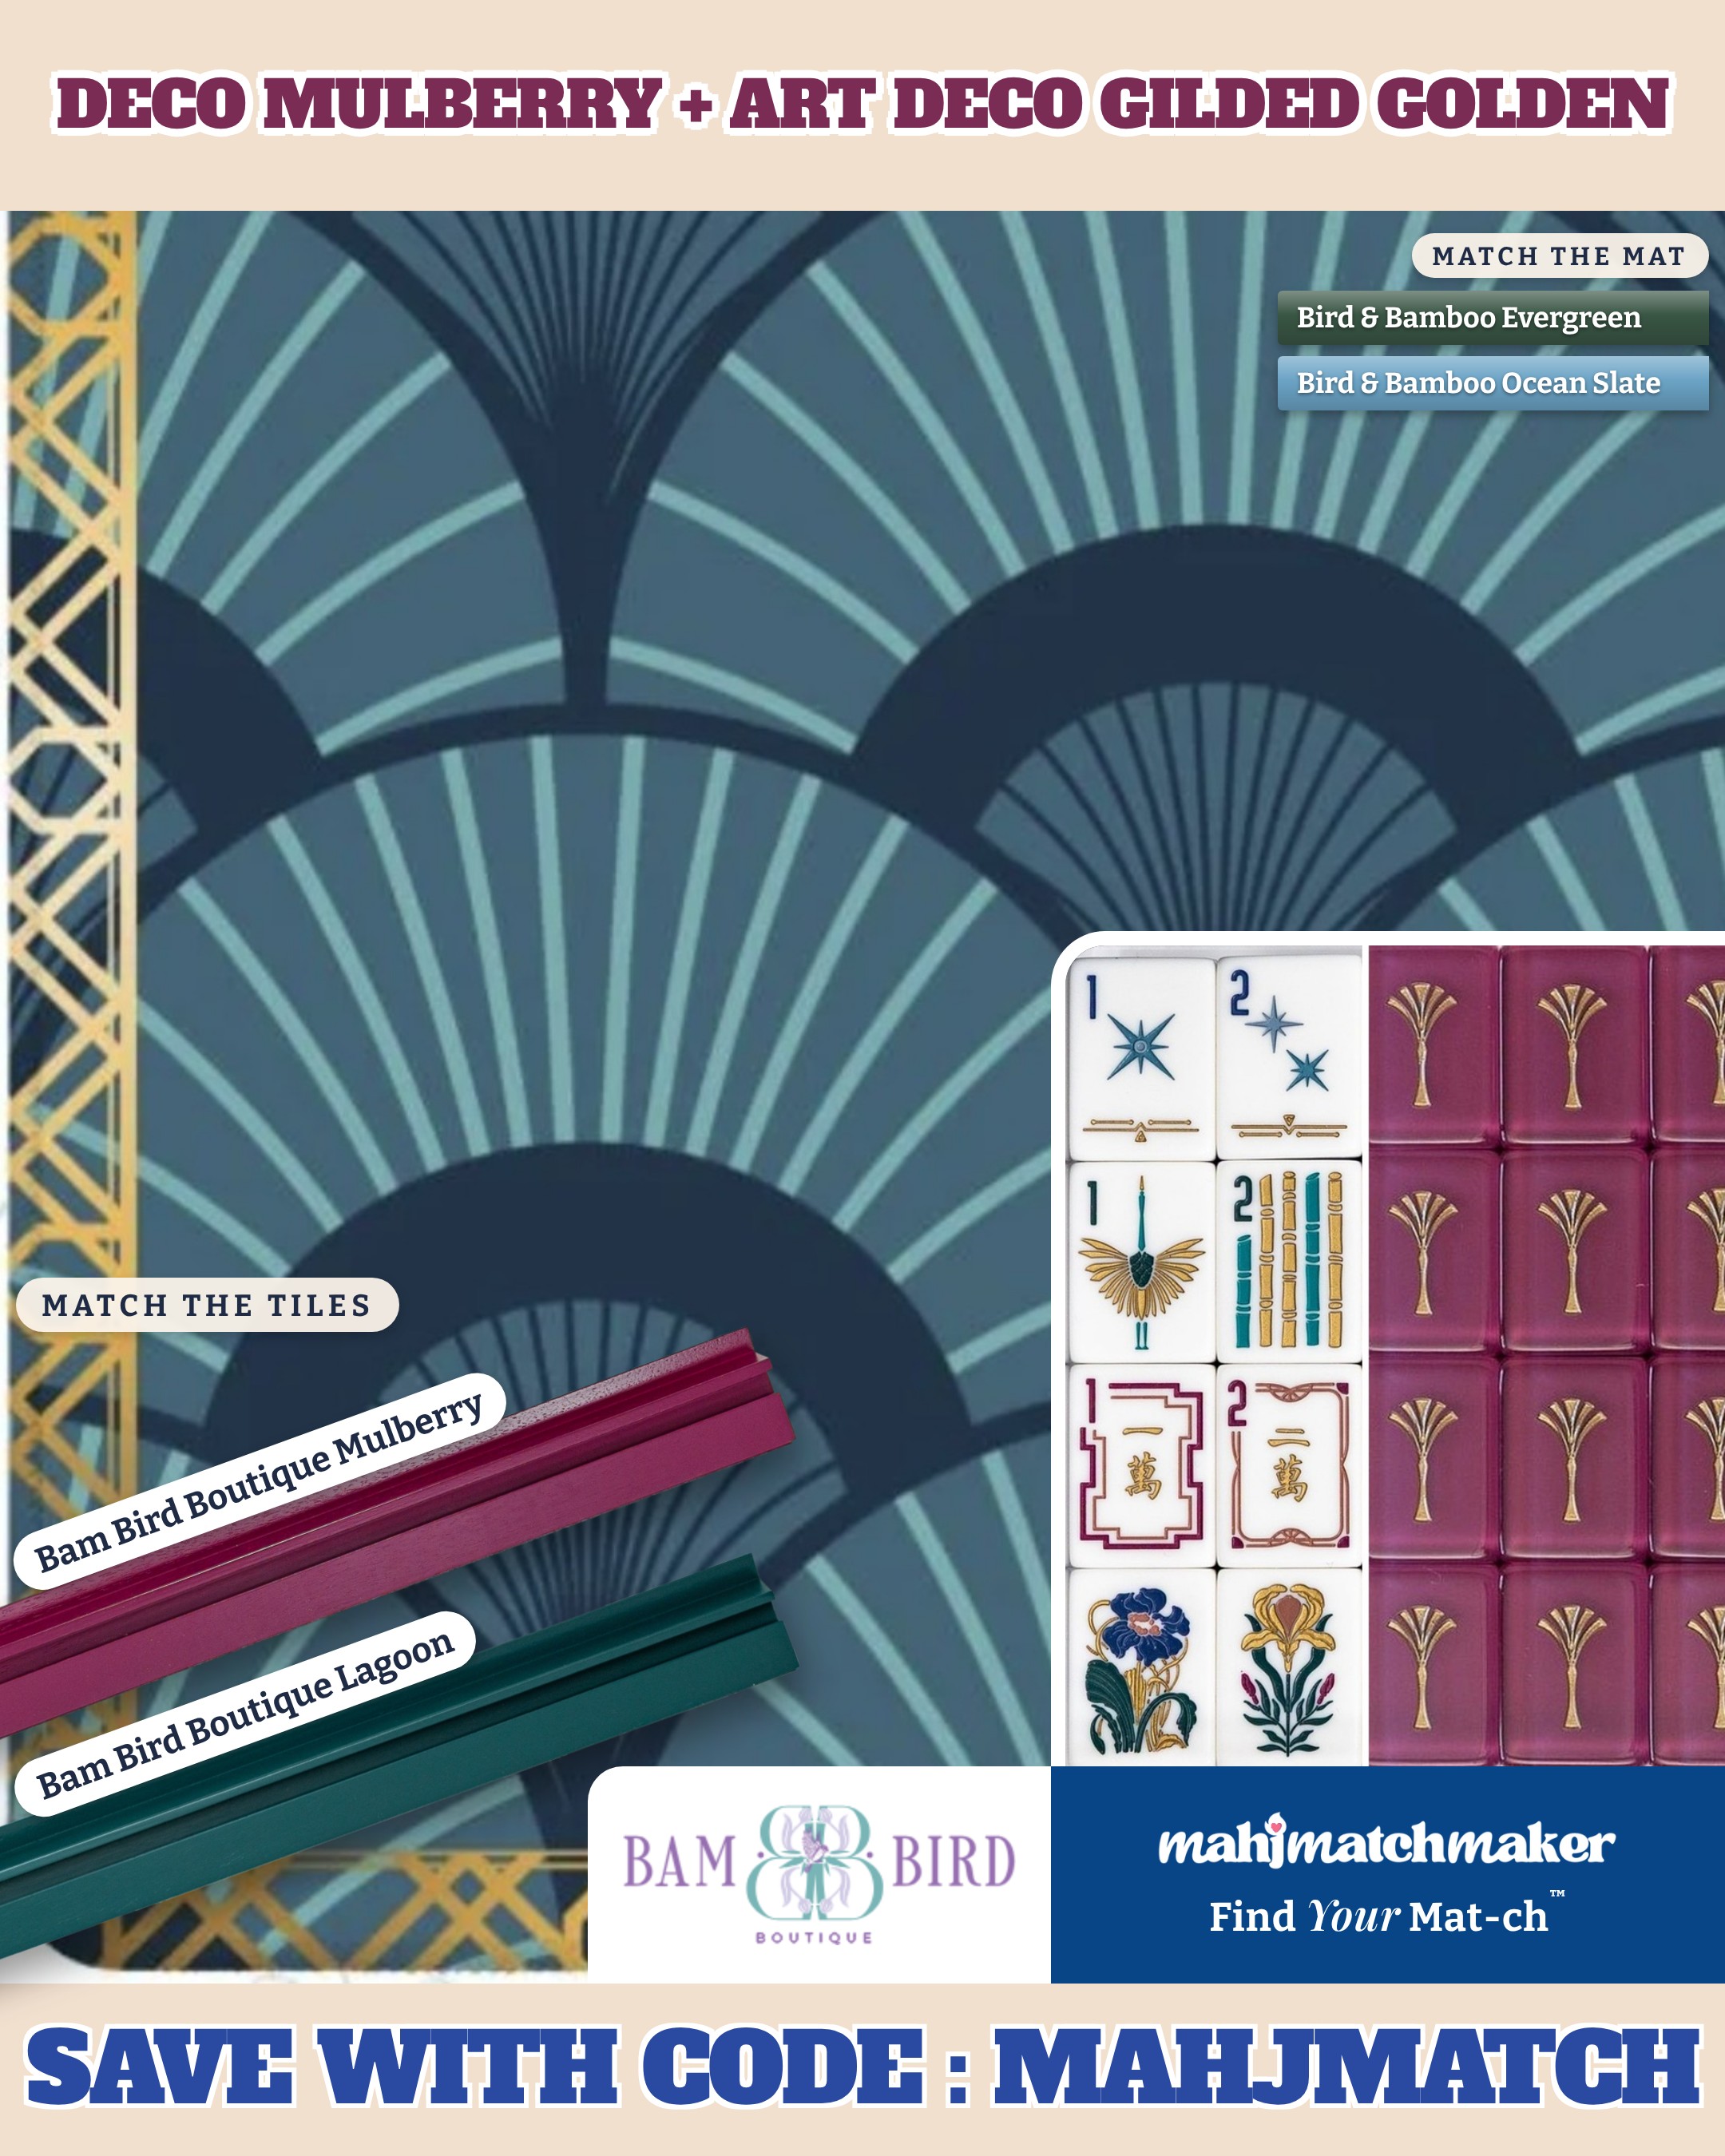 DECO MULBERRY + ART DECO GILDED GOLDEN
MATCH THE MAT
Bird & Bamboo Evergreen
Bird & Bamboo Ocean Slate
1
2
1
2
1
一
萬
2
二
萬
MATCH THE TILES
Bam Bird Boutique Mulberry
Bam Bird Boutique Lagoon
BAM BIRD
BOUTIQUE
mahjmatchmaker
Find Your Mat-ch™
SAVE WITH CODE : MAHJMATCH